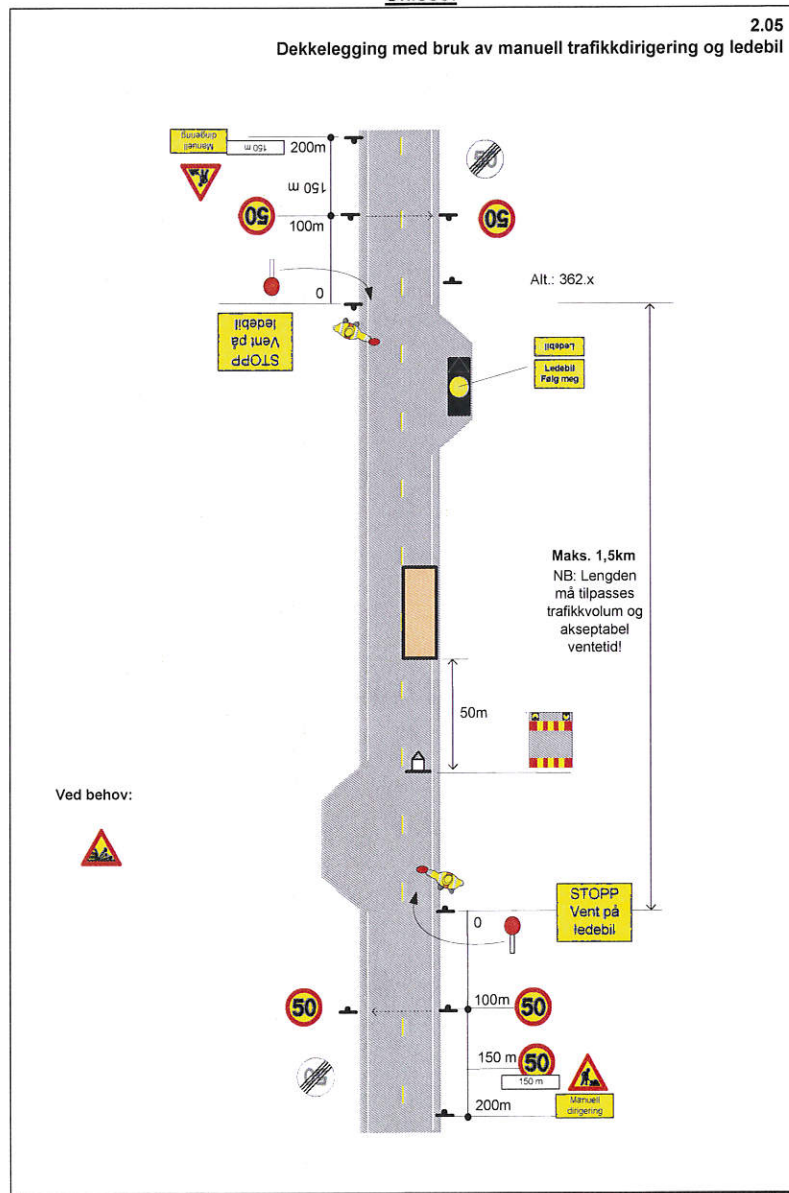 2.05
Dekkelegging med bruk av manuell trafikkdirigering og ledebil
Manuell
dirigering
150 m
200m
150 m
50
100m
50
50
0
Alt.: 362.x
STOPP
Vent på
ledebil
Ledebil
Ledebil
Følg meg
Maks. 1,5km
NB: Lengden
må tilpasses
trafikkvolum og
akseptabel
ventetid!
50m
Ved behov:
STOPP
Vent på
ledebil
0
50
100m
50
150 m
50
150 m
200m
Manuell
dirigering